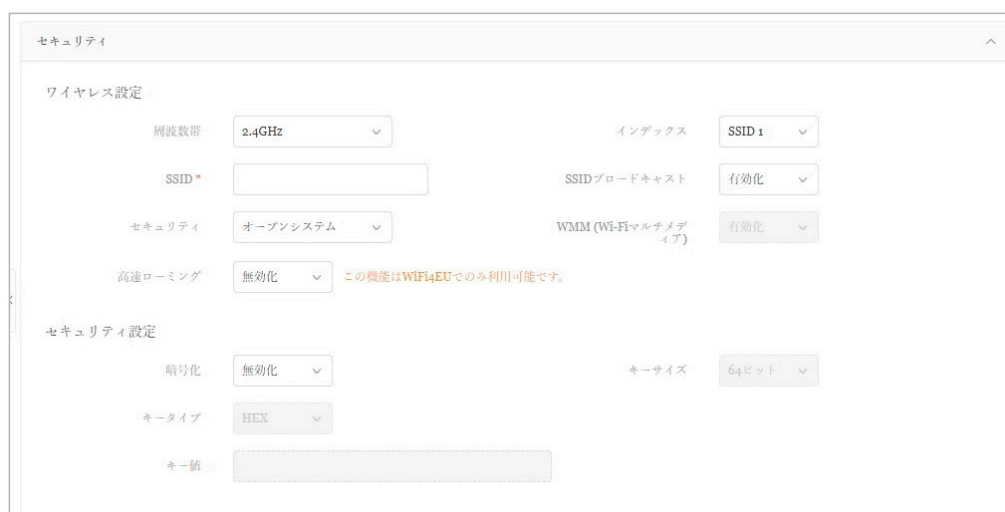 セキュリティ
ワイヤレス設定
周波数帯 2.4GHz インデックス SSID 1
SSID * SSIDブロードキャスト 有効化
セキュリティ オープンシステム WMM (Wi-Fiマルチメデ
ィア) 有効化
高速ローミング 無効化 この機能はWiFi4EUでのみ利用可能です。
セキュリティ設定
暗号化 無効化 キーサイズ 64ビット
キータイプ HEX
キー値